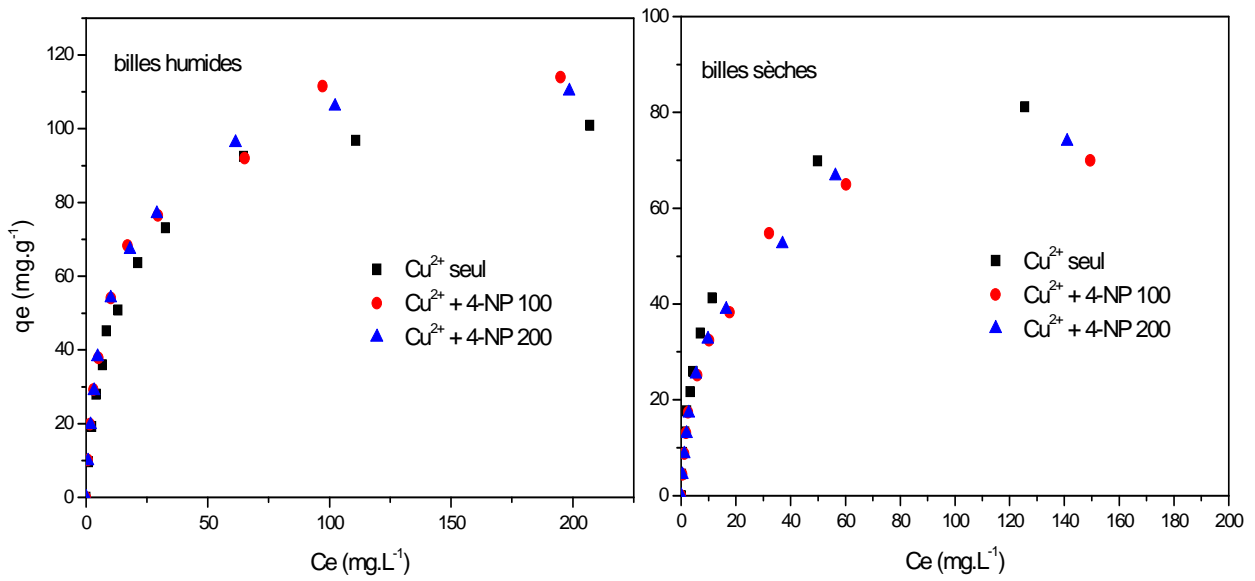 billes humides
qe (mg.g⁻¹)
120
100
80
60
40
20
0
Cu²⁺ seul
Cu²⁺ + 4-NP 100
Cu²⁺ + 4-NP 200
0 50 100 150 200
Ce (mg.L⁻¹)
billes sèches
100
80
60
40
20
0
Cu²⁺ seul
Cu²⁺ + 4-NP 100
Cu²⁺ + 4-NP 200
0 20 40 60 80 100 120 140 160 180 200
Ce (mg.L⁻¹)